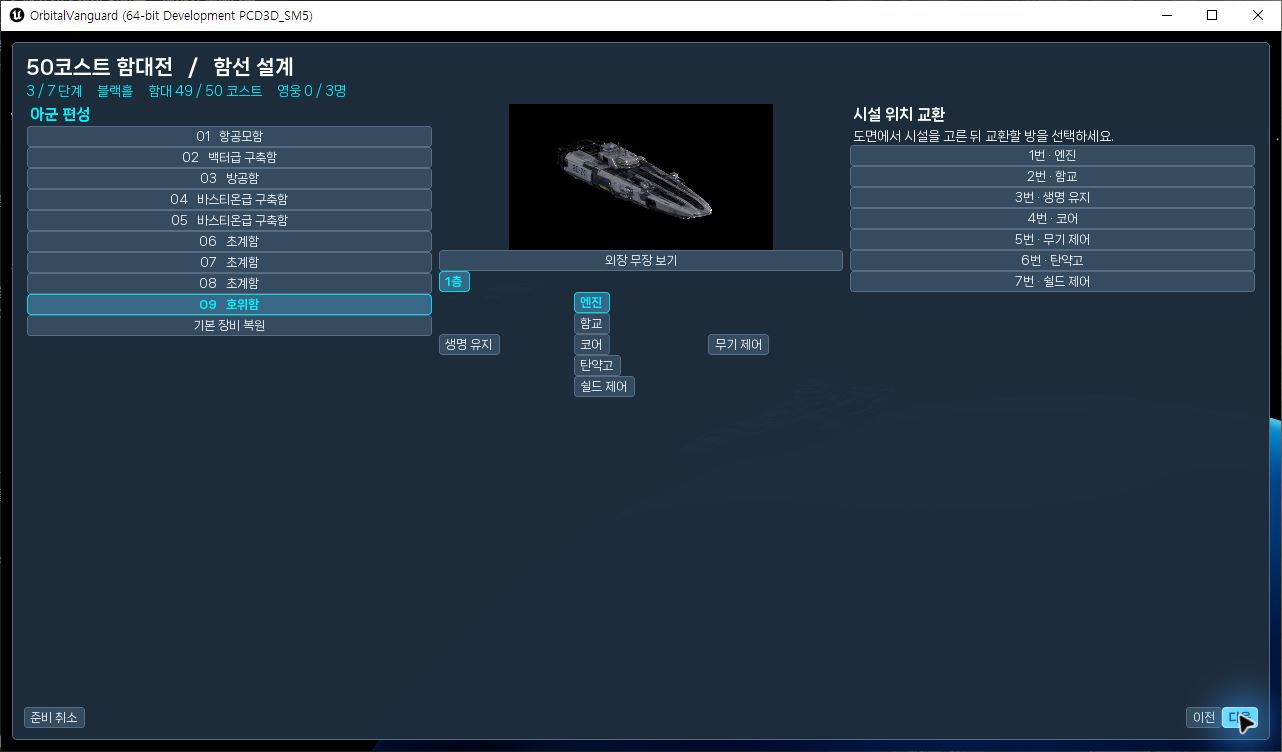 OrbitalVanguard (64-bit Development PCD3D_SM5)
50코스트 함대전 / 함선 설계
3 / 7 단계 블랙홀 함대 49 / 50 코스트 영웅 0 / 3명
아군 편성
01 항공모함
02 백터급 구축함
03 방공함
04 바스티온급 구축함
05 바스티온급 구축함
06 초계함
07 초계함
08 초계함
09 호위함
기본 장비 복원
외장 무장 보기
1층
엔진
함교
생명 유지 코어 무기 제어
탄약고
쉴드 제어
시설 위치 교환
도면에서 시설을 고른 뒤 교환할 방을 선택하세요.
1번 · 엔진
2번 · 함교
3번 · 생명 유지
4번 · 코어
5번 · 무기 제어
6번 · 탄약고
7번 · 쉴드 제어
준비 취소
이전